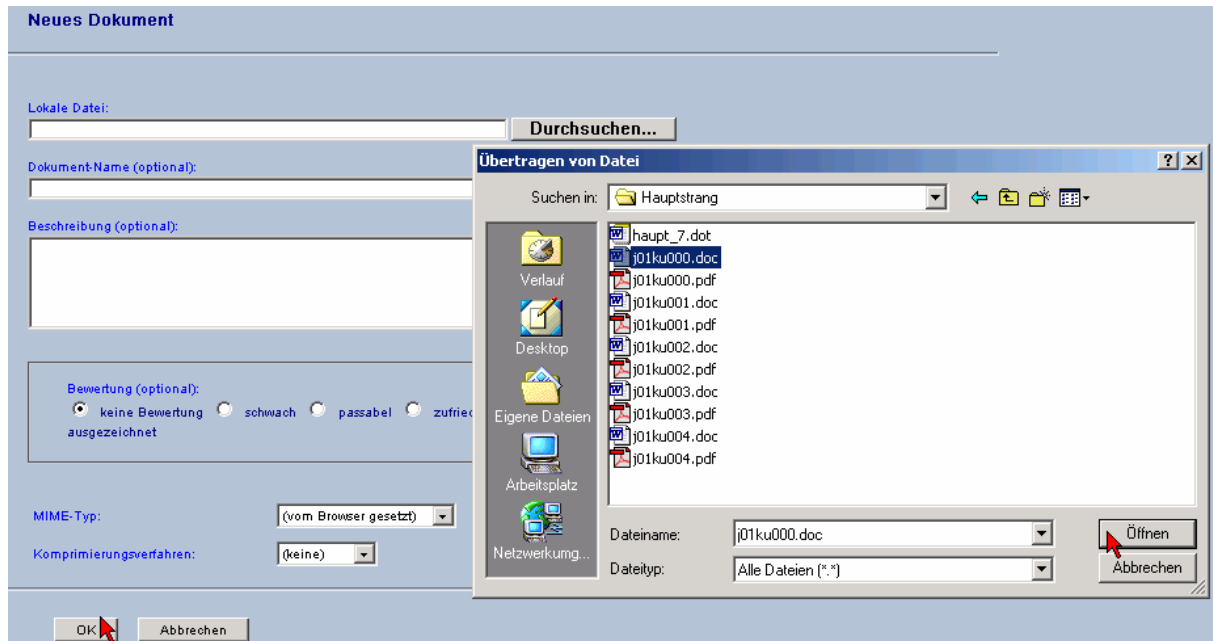 Neues Dokument
Lokale Datei:
Durchsuchen...
Dokument-Name (optional):
Beschreibung (optional):
Bewertung (optional):
keine Bewertung schwach passabel zufried
ausgezeichnet
MIME-Typ: (vom Browser gesetzt)
Komprimierungsverfahren: (keine)
OK Abbrechen
Übertragen von Datei
Suchen in: Hauptstrang
Verlauf
Desktop
Eigene Dateien
Arbeitsplatz
Netzwerkumg...
haupt_7.dot
j01ku000.doc
j01ku000.pdf
j01ku001.doc
j01ku001.pdf
j01ku002.doc
j01ku002.pdf
j01ku003.doc
j01ku003.pdf
j01ku004.doc
j01ku004.pdf
Dateiname: j01ku000.doc Öffnen
Dateityp: Alle Dateien (*.*) Abbrechen